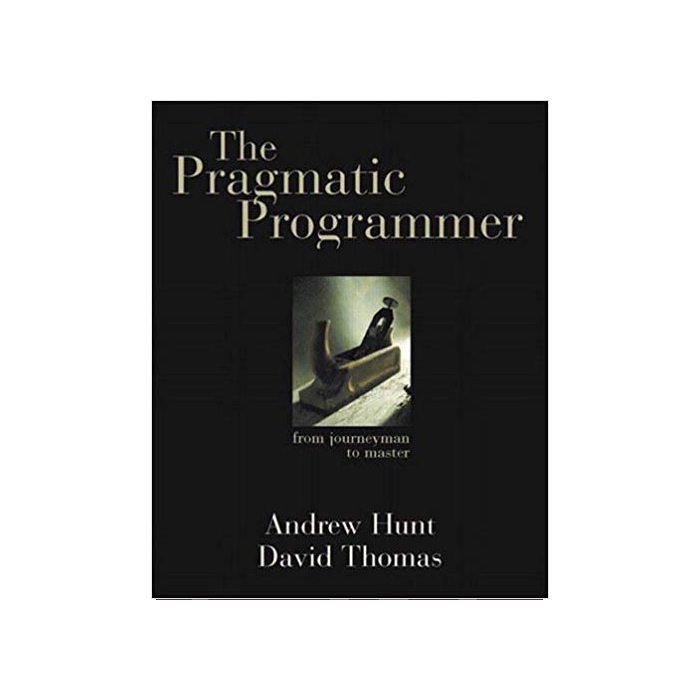 The
Pragmatic
Programmer
from journeyman
to master
Andrew Hunt
David Thomas